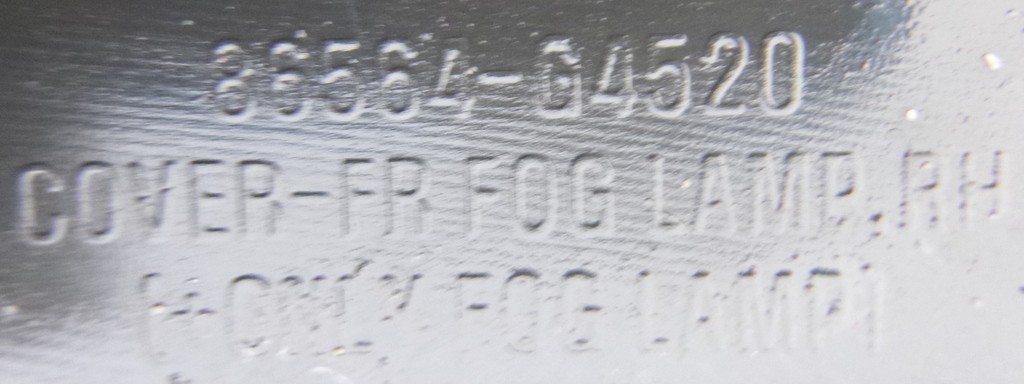 86564-G4520
COVER-FR FOG LAMP,RH
(-ONLY FOG LAMP)